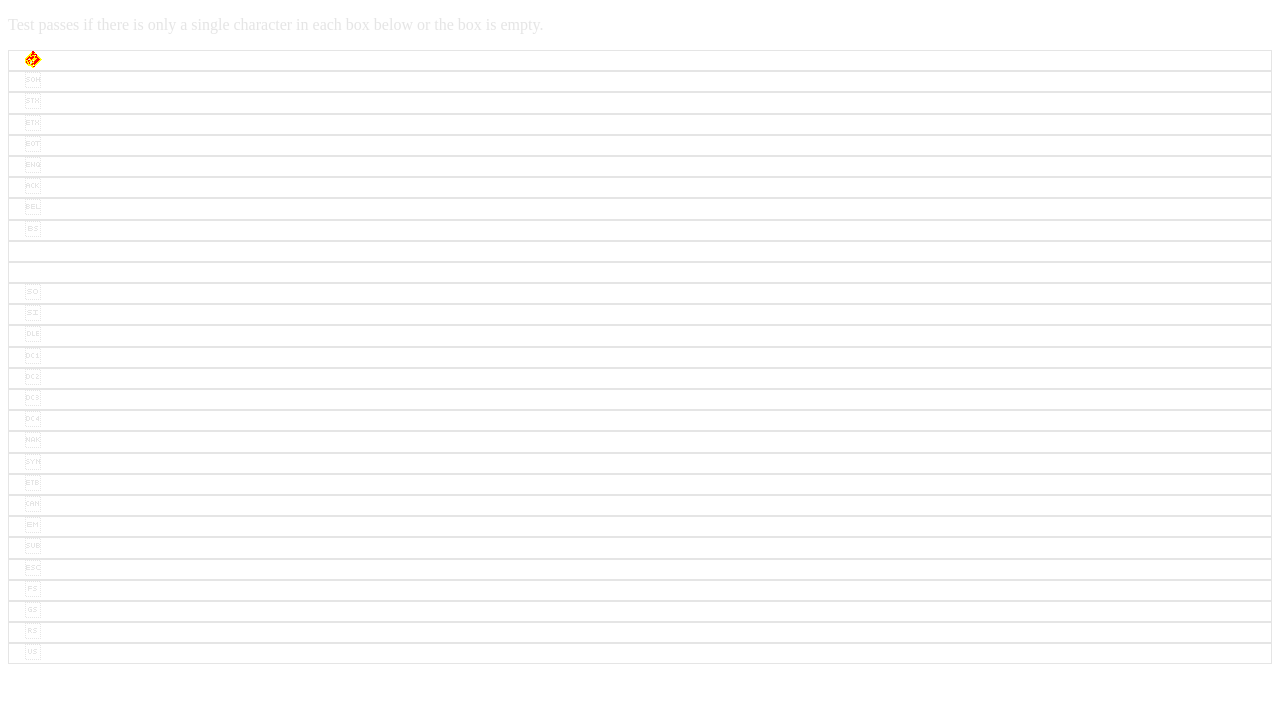 Test passes if there is only a single character in each box below or the box is empty.
SOH
STX
ETX
EOT
ENQ
ACK
BEL
BS
SO
SI
DLE
DC1
DC2
DC3
DC4
NAK
SYN
ETB
CAN
EM
SUB
ESC
FS
GS
RS
US